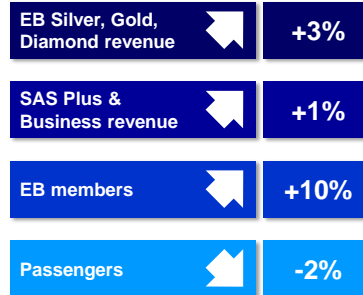 EB Silver, Gold,
Diamond revenue
+3%
SAS Plus &
Business revenue
+1%
EB members
+10%
Passengers
-2%